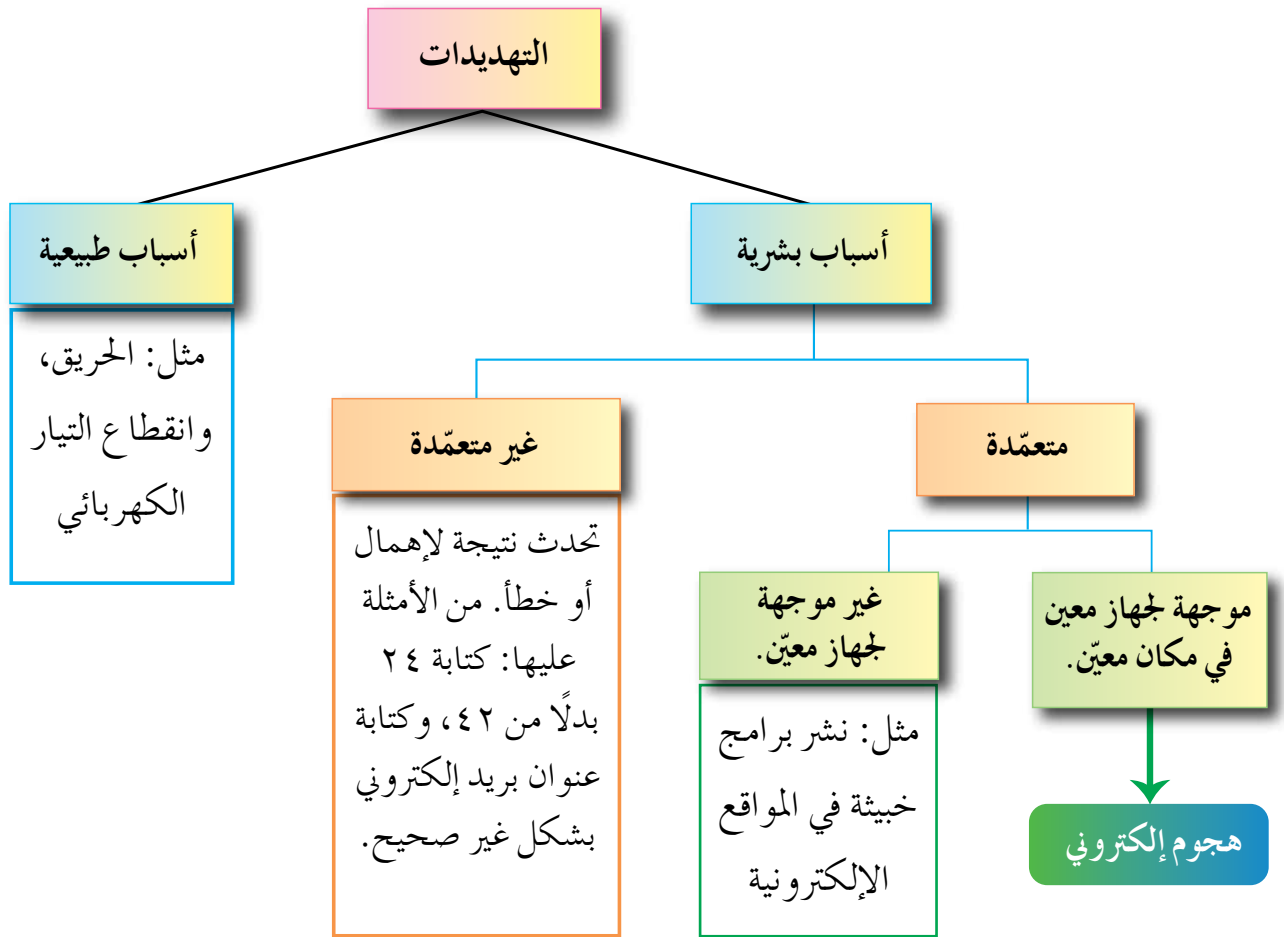 التهديدات
أسباب بشرية
أسباب طبيعية
مثل: الحريق،
وانقطاع التيار
الكهربائي
متعمّدة
غير متعمّدة
تحدث نتيجة لإهمال
أو خطأ. من الأمثلة
عليها: كتابة ٢٤
بدلًا من ٤٢، وكتابة
عنوان بريد إلكتروني
بشكل غير صحيح.
موجهة لجهاز معين
في مكان معيّن.
هجوم إلكتروني
غير موجهة
لجهاز معيّن.
مثل: نشر برامج
خبيثة في المواقع
الإلكترونية